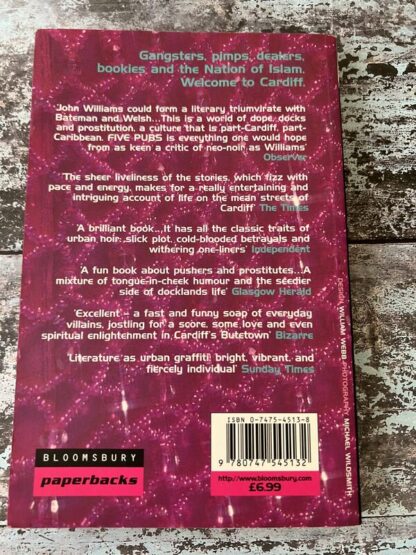 Gangsters, pimps, dealers,
bookies and the Nation of Islam.
Welcome to Cardiff.
'John Williams could form a literary triumvirate with
Bateman and Welsh...This is a world of dope, docks
and prostitution, a culture that is part-Cardiff, part-
Caribbean. FIVE PUBS is everything one would hope
from as keen a critic of neo-noir as Williams'
Observer
'The sheer liveliness of the stories, which fizz with
pace and energy, makes for a really entertaining and
intriguing account of life on the mean streets of
Cardiff' The Times
'A brilliant book...It has all the classic traits of
urban noir: slick plot, cold-blooded betrayals and
withering one-liners' Independent
'A fun book about pushers and prostitutes...A
mixture of tongue-in-cheek humour and the seedier
side of docklands life' Glasgow Herald
'Excellent – a fast and funny soap of everyday
villains, jostling for a score, some love and even
spiritual enlightenment in Cardiff's Butetown' Bizarre
'Literature as urban graffiti: bright, vibrant, and
fiercely individual' Sunday Times
DESIGN: WILLIAM WEBB PHOTOGRAPHY: MICHAEL WILDSMITH
BLOOMSBURY
paperbacks
ISBN 0-7475-4513-8
9 780747 545132
http://www.bloomsbury.com
£6.99